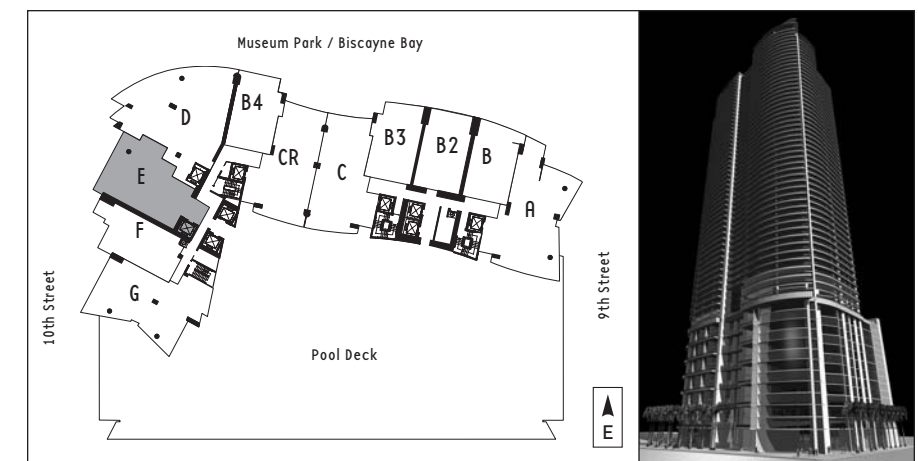 Museum Park / Biscayne Bay
B4
D
B3
B2
B
CR
C
E
A
F
G
10th Street
9th Street
Pool Deck
E